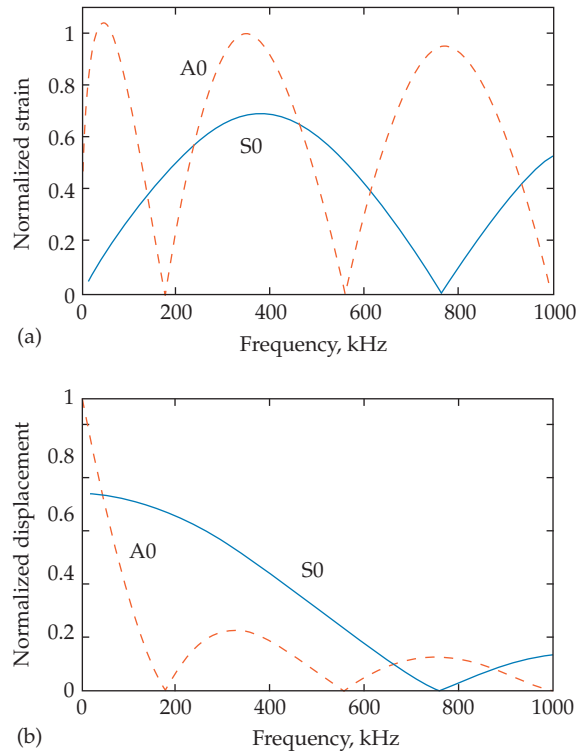 1
0.8
0.6
0.4
0.2
0
Normalized strain
A0
S0
0 200 400 600 800 1000
(a)
Frequency, kHz
1
0.8
0.6
0.4
0.2
0
Normalized displacement
A0
S0
0 200 400 600 800 1000
(b)
Frequency, kHz